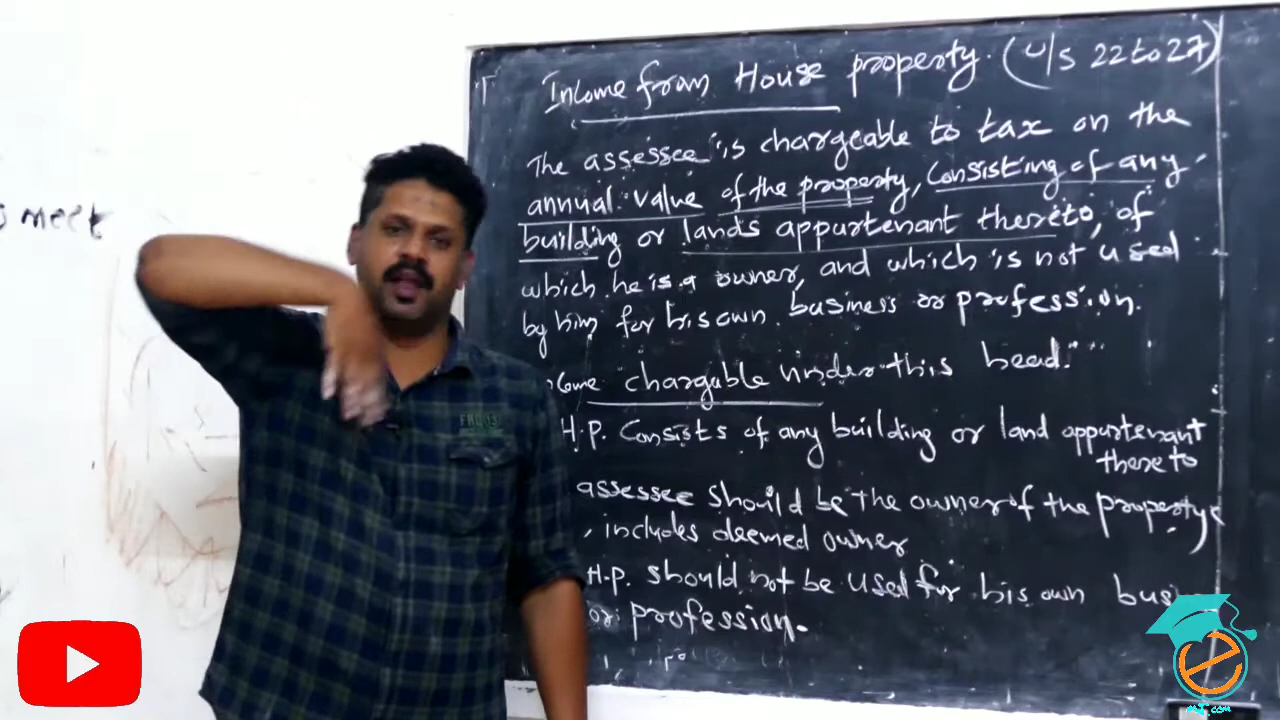 Income from House property. (U/S 22 to 27)
The assessee is chargeable to tax on the
annual value of the property, Consisting of any
building or lands appurtenant thereto, of
which he is a owner, and which is not used
by him for his own business or profession.
chargable under this head.
H.P. Consists of any building or land appurtenant
thereto
assessee should be the owner of the property
, includes deemed owner
H.P. should not be used for his own busi
or profession.
meet